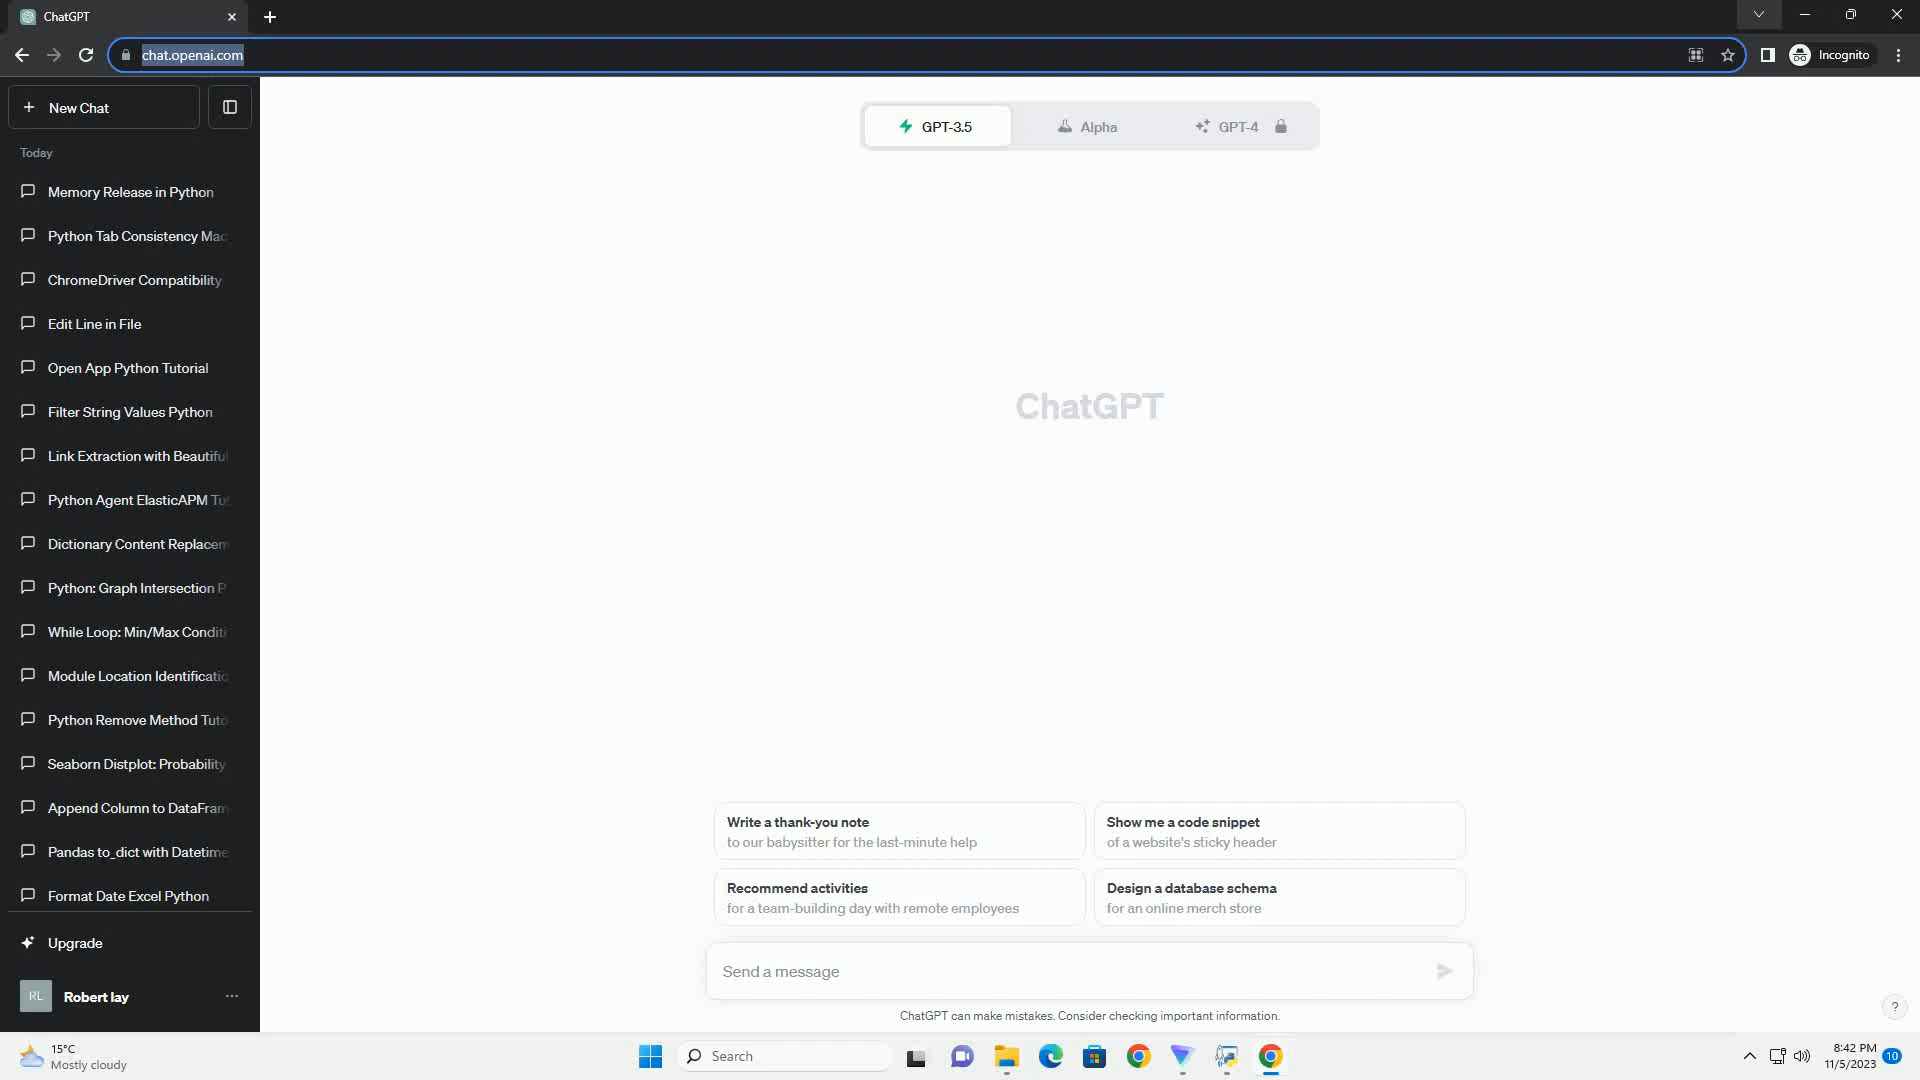 ChatGPT
chat.openai.com
Incognito
New Chat
Today
Memory Release in Python
Python Tab Consistency Mac
ChromeDriver Compatibility
Edit Line in File
Open App Python Tutorial
Filter String Values Python
Link Extraction with Beautiful
Python Agent ElasticAPM Tut
Dictionary Content Replacem
Python: Graph Intersection P
While Loop: Min/Max Conditi
Module Location Identificatio
Python Remove Method Tuto
Seaborn Distplot: Probability
Append Column to DataFram
Pandas to_dict with Datetime
Format Date Excel Python
Upgrade
RL
Robert lay
GPT-3.5
Alpha
GPT-4
ChatGPT
Write a thank-you note
to our babysitter for the last-minute help
Show me a code snippet
of a website's sticky header
Recommend activities
for a team-building day with remote employees
Design a database schema
for an online merch store
Send a message
ChatGPT can make mistakes. Consider checking important information.
?
15°C
Mostly cloudy
Search
8:42 PM
11/5/2023
10